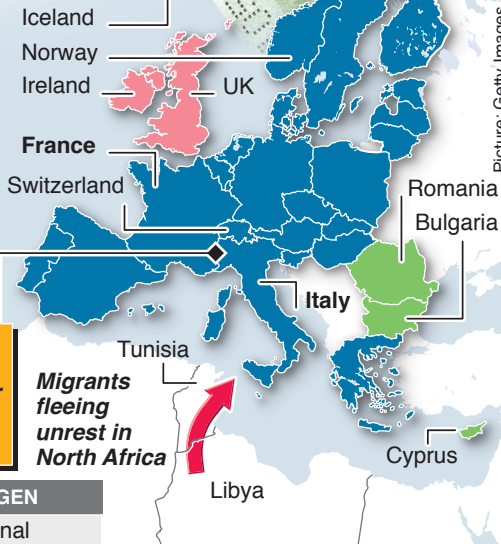 Iceland
Norway
Ireland
UK
France
Switzerland
Picture: Getty Images
Romania
Bulgaria
Italy
Tunisia
Migrants
fleeing
unrest in
North Africa
Cyprus
Libya
GEN
nal